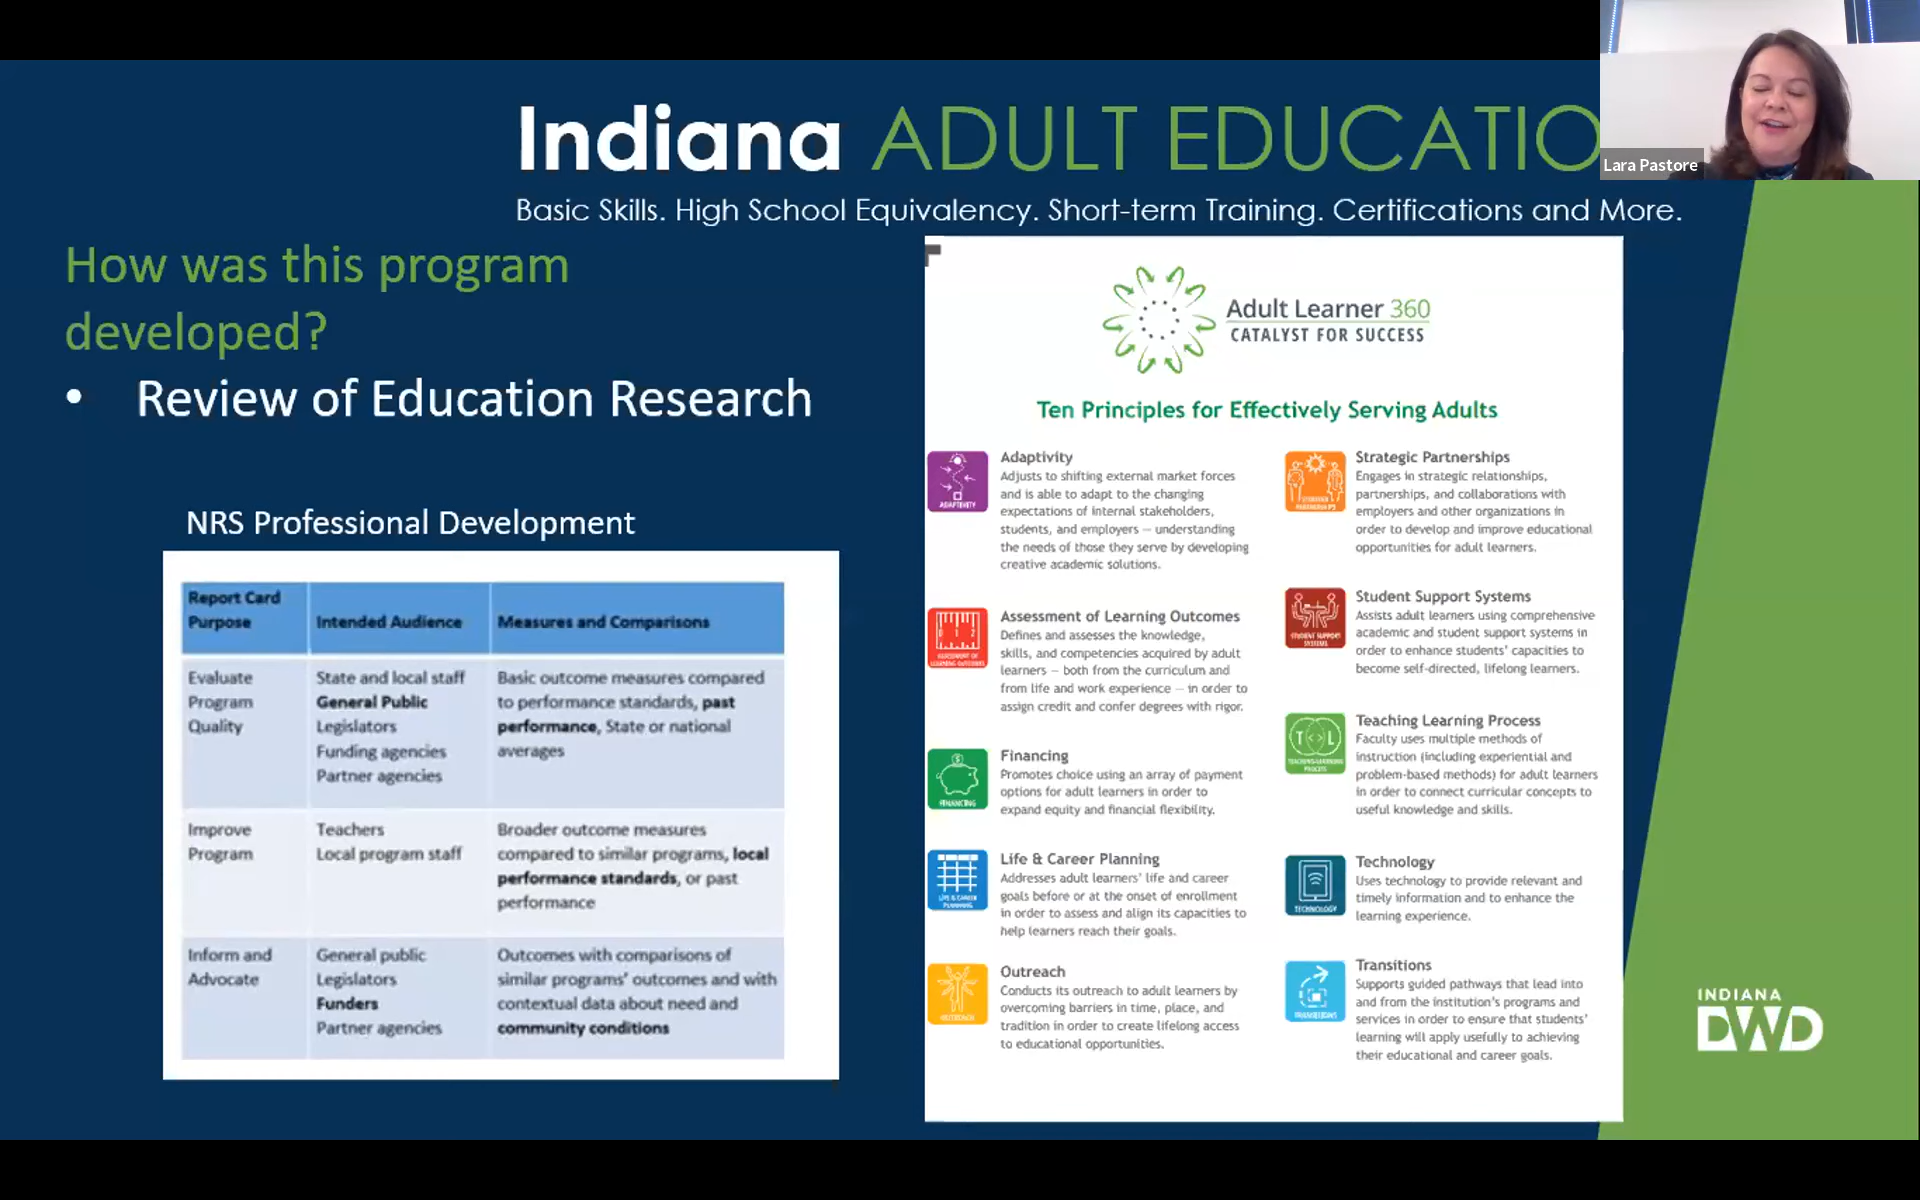 Lara Pastore
Indiana ADULT EDUCATIO
Basic Skills. High School Equivalency. Short-term Training. Certifications and More.
How was this program
developed?
• Review of Education Research
NRS Professional Development
Report Card
Purpose
Intended Audience
Measures and Comparisons
Evaluate
Program
Quality
State and local staff
General Public
Legislators
Funding agencies
Partner agencies
Basic outcome measures compared
to performance standards, past
performance, State or national
averages
Improve
Program
Teachers
Local program staff
Broader outcome measures
compared to similar programs, local
performance standards, or past
performance
Inform and
Advocate
General public
Legislators
Funders
Partner agencies
Outcomes with comparisons of
similar programs' outcomes and with
contextual data about need and
community conditions
Adult Learner 360
CATALYST FOR SUCCESS
Ten Principles for Effectively Serving Adults
ADAPTIVITY
Adaptivity
Adjusts to shifting external market forces
and is able to adapt to the changing
expectations of internal stakeholders,
students, and employers — understanding
the needs of those they serve by developing
creative academic solutions.
ASSESSMENT OF
LEARNING OUTCOMES
Assessment of Learning Outcomes
Defines and assesses the knowledge,
skills, and competencies acquired by adult
learners — both from the curriculum and
from life and work experience — in order to
assign credit and confer degrees with rigor.
FINANCING
Financing
Promotes choice using an array of payment
options for adult learners in order to
expand equity and financial flexibility.
LIFE & CAREER
PLANNING
Life & Career Planning
Addresses adult learners' life and career
goals before or at the onset of enrollment
in order to assess and align its capacities to
help learners reach their goals.
OUTREACH
Outreach
Conducts its outreach to adult learners by
overcoming barriers in time, place, and
tradition in order to create lifelong access
to educational opportunities.
STRATEGIC
PARTNERSHIPS
Strategic Partnerships
Engages in strategic relationships,
partnerships, and collaborations with
employers and other organizations in
order to develop and improve educational
opportunities for adult learners.
STUDENT SUPPORT
SYSTEMS
Student Support Systems
Assists adult learners using comprehensive
academic and student support systems in
order to enhance students' capacities to
become self-directed, lifelong learners.
T<>L
TEACHING-LEARNING
PROCESS
Teaching Learning Process
Faculty uses multiple methods of
instruction (including experiential and
problem-based methods) for adult learners
in order to connect curricular concepts to
useful knowledge and skills.
TECHNOLOGY
Technology
Uses technology to provide relevant and
timely information and to enhance the
learning experience.
TRANSITIONS
Transitions
Supports guided pathways that lead into
and from the institution's programs and
services in order to ensure that students'
learning will apply usefully to achieving
their educational and career goals.
INDIANA
DWD